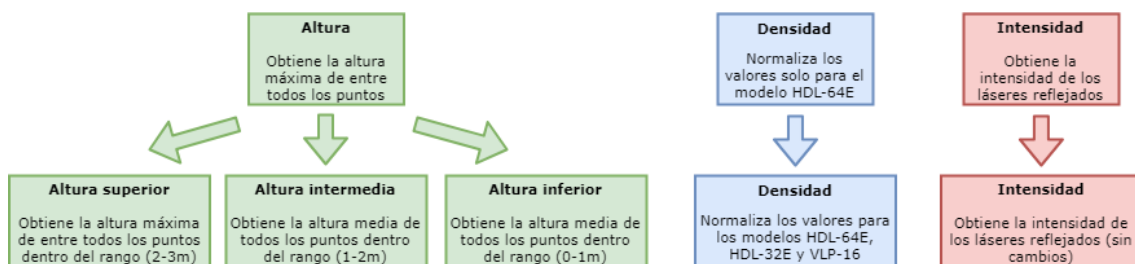 Altura
Obtiene la altura
máxima de entre
todos los puntos
Densidad
Normaliza los
valores solo para el
modelo HDL-64E
Intensidad
Obtiene la
intensidad de los
láseres reflejados
Altura superior
Obtiene la altura máxima
de entre todos los puntos
dentro del rango (2-3m)
Altura intermedia
Obtiene la altura media de
todos los puntos dentro
del rango (1-2m)
Altura inferior
Obtiene la altura media de
todos los puntos dentro
del rango (0-1m)
Densidad
Normaliza los valores para
los modelos HDL-64E,
HDL-32E y VLP-16
Intensidad
Obtiene la intensidad de
los láseres reflejados (sin
cambios)